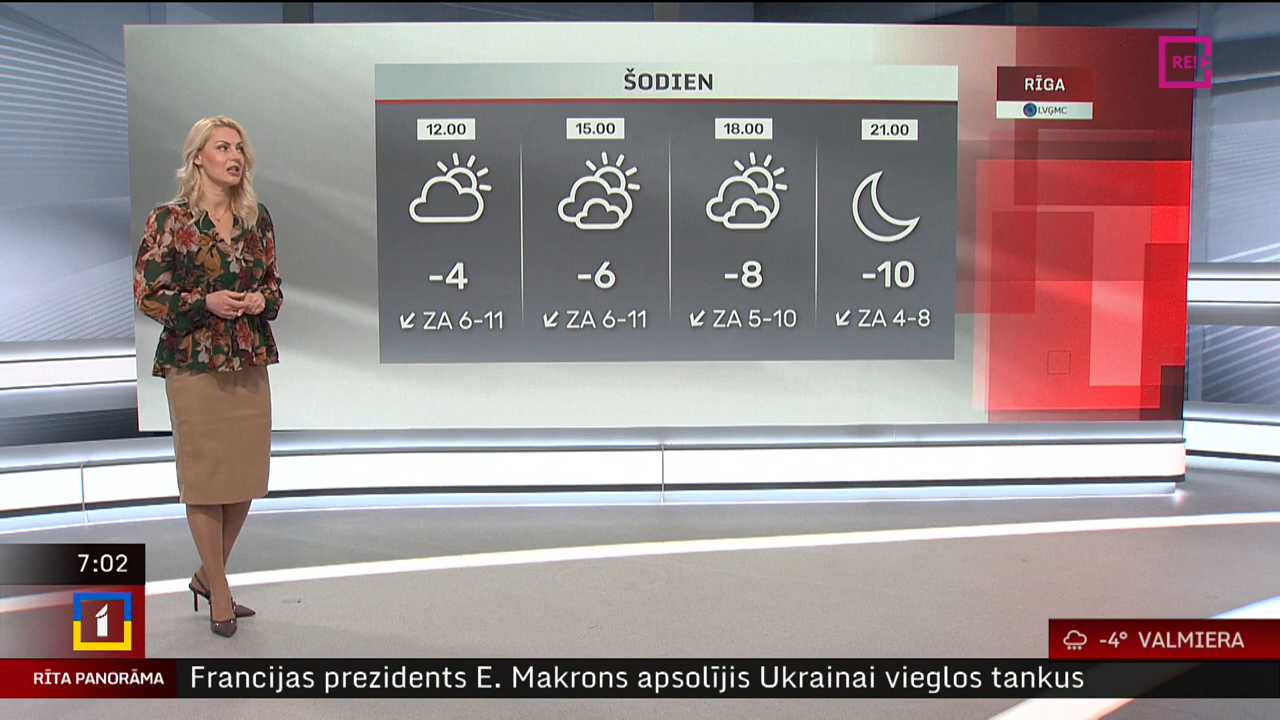 ŠODIEN
RE!
RĪGA
LVĢMC
12.00
15.00
18.00
21.00
-4
-6
-8
-10
ZA 6-11
ZA 6-11
ZA 5-10
ZA 4-8
7:02
1
-4° VALMIERA
RĪTA PANORĀMA
Francijas prezidents E. Makrons apsolījis Ukrainai vieglos tankus